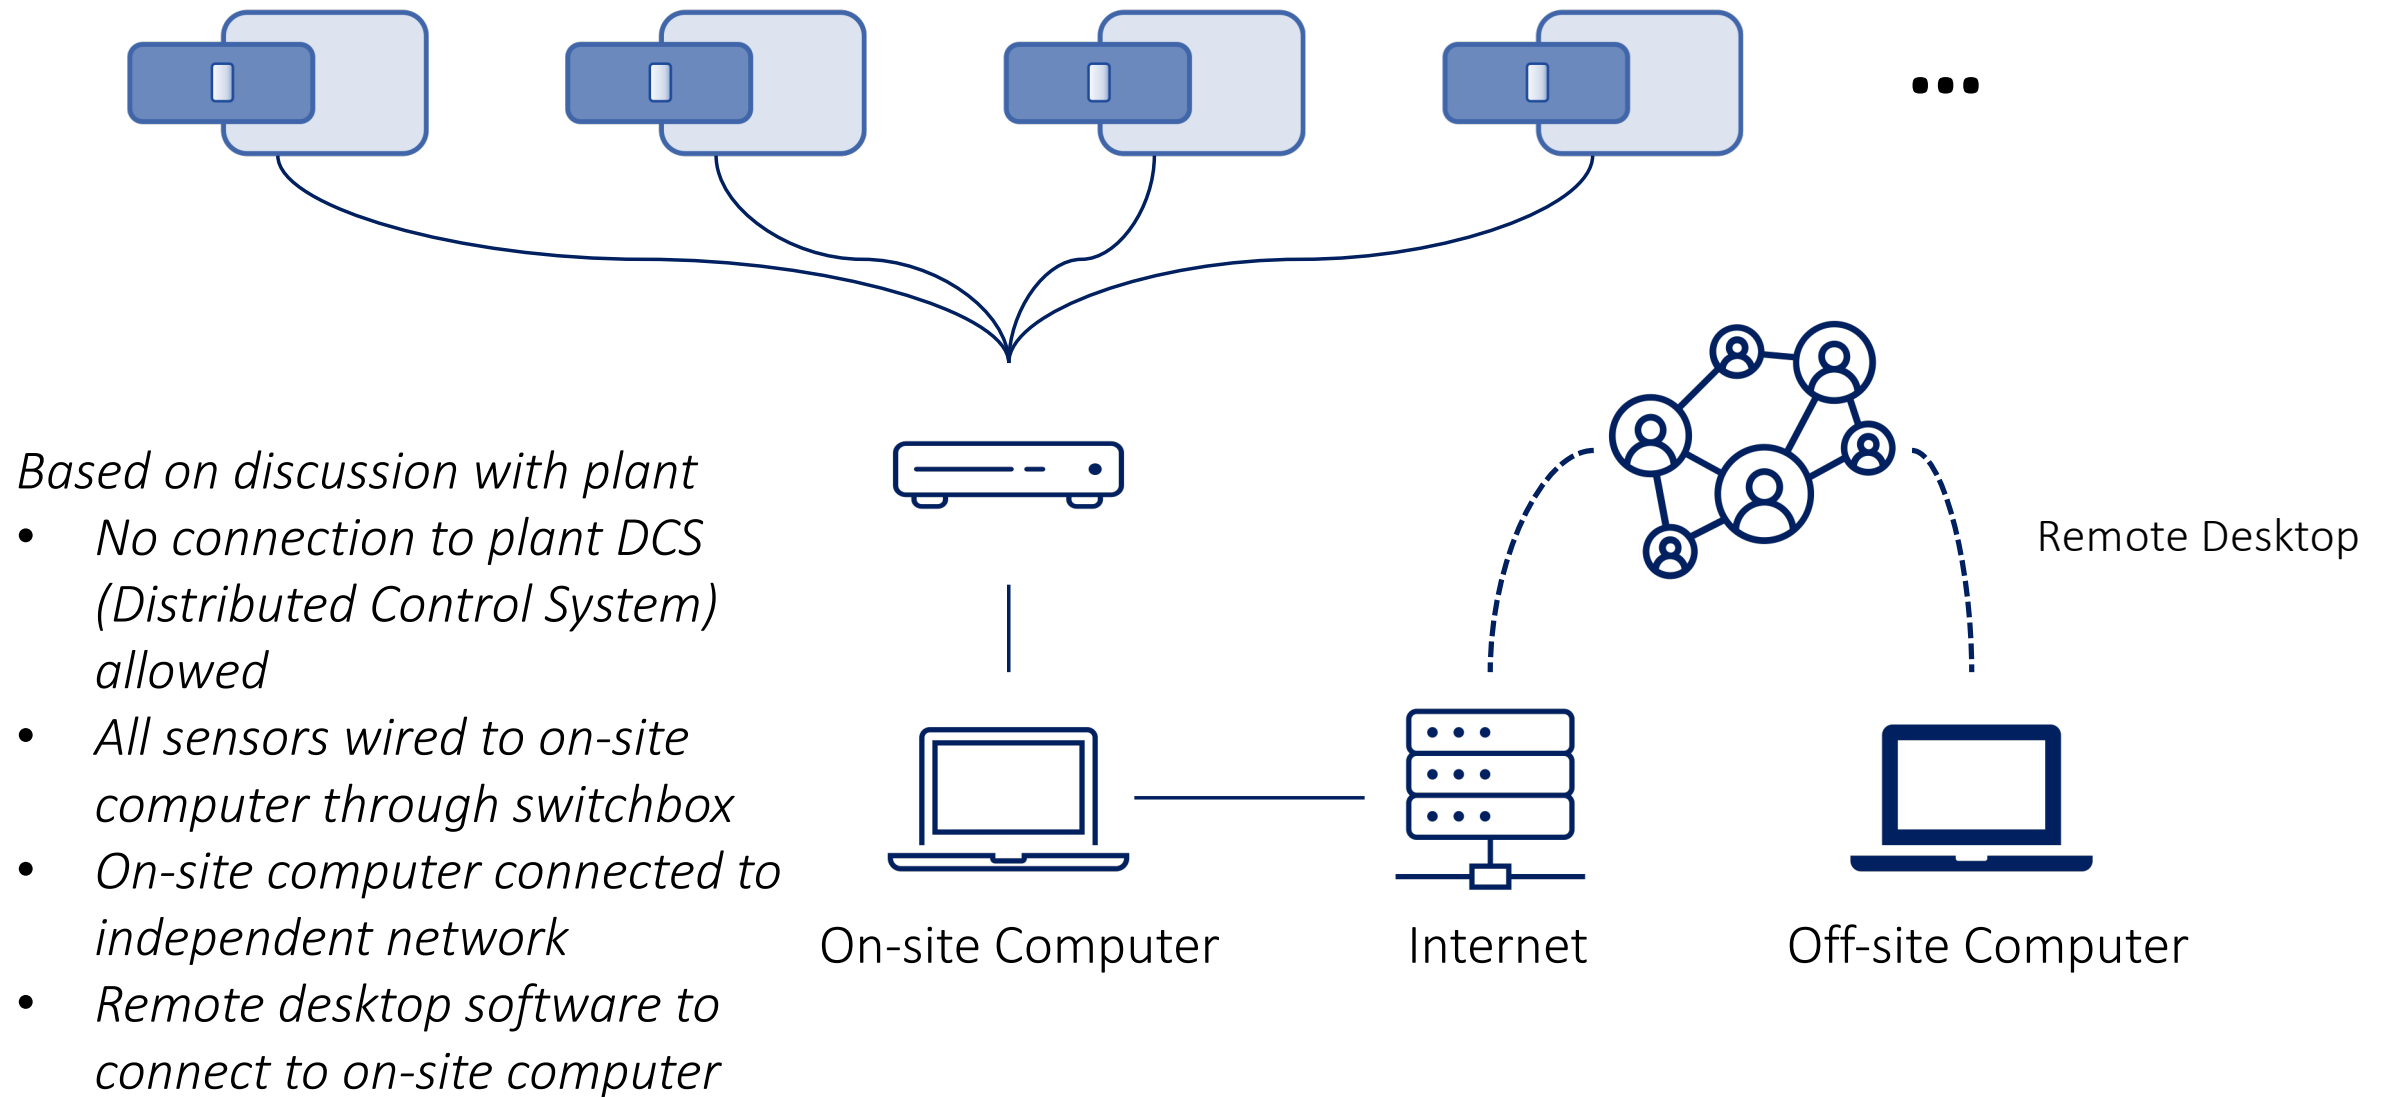 ...
Based on discussion with plant
• No connection to plant DCS
(Distributed Control System)
allowed
• All sensors wired to on-site
computer through switchbox
• On-site computer connected to
independent network
• Remote desktop software to
connect to on-site computer
Remote Desktop
On-site Computer
Internet
Off-site Computer